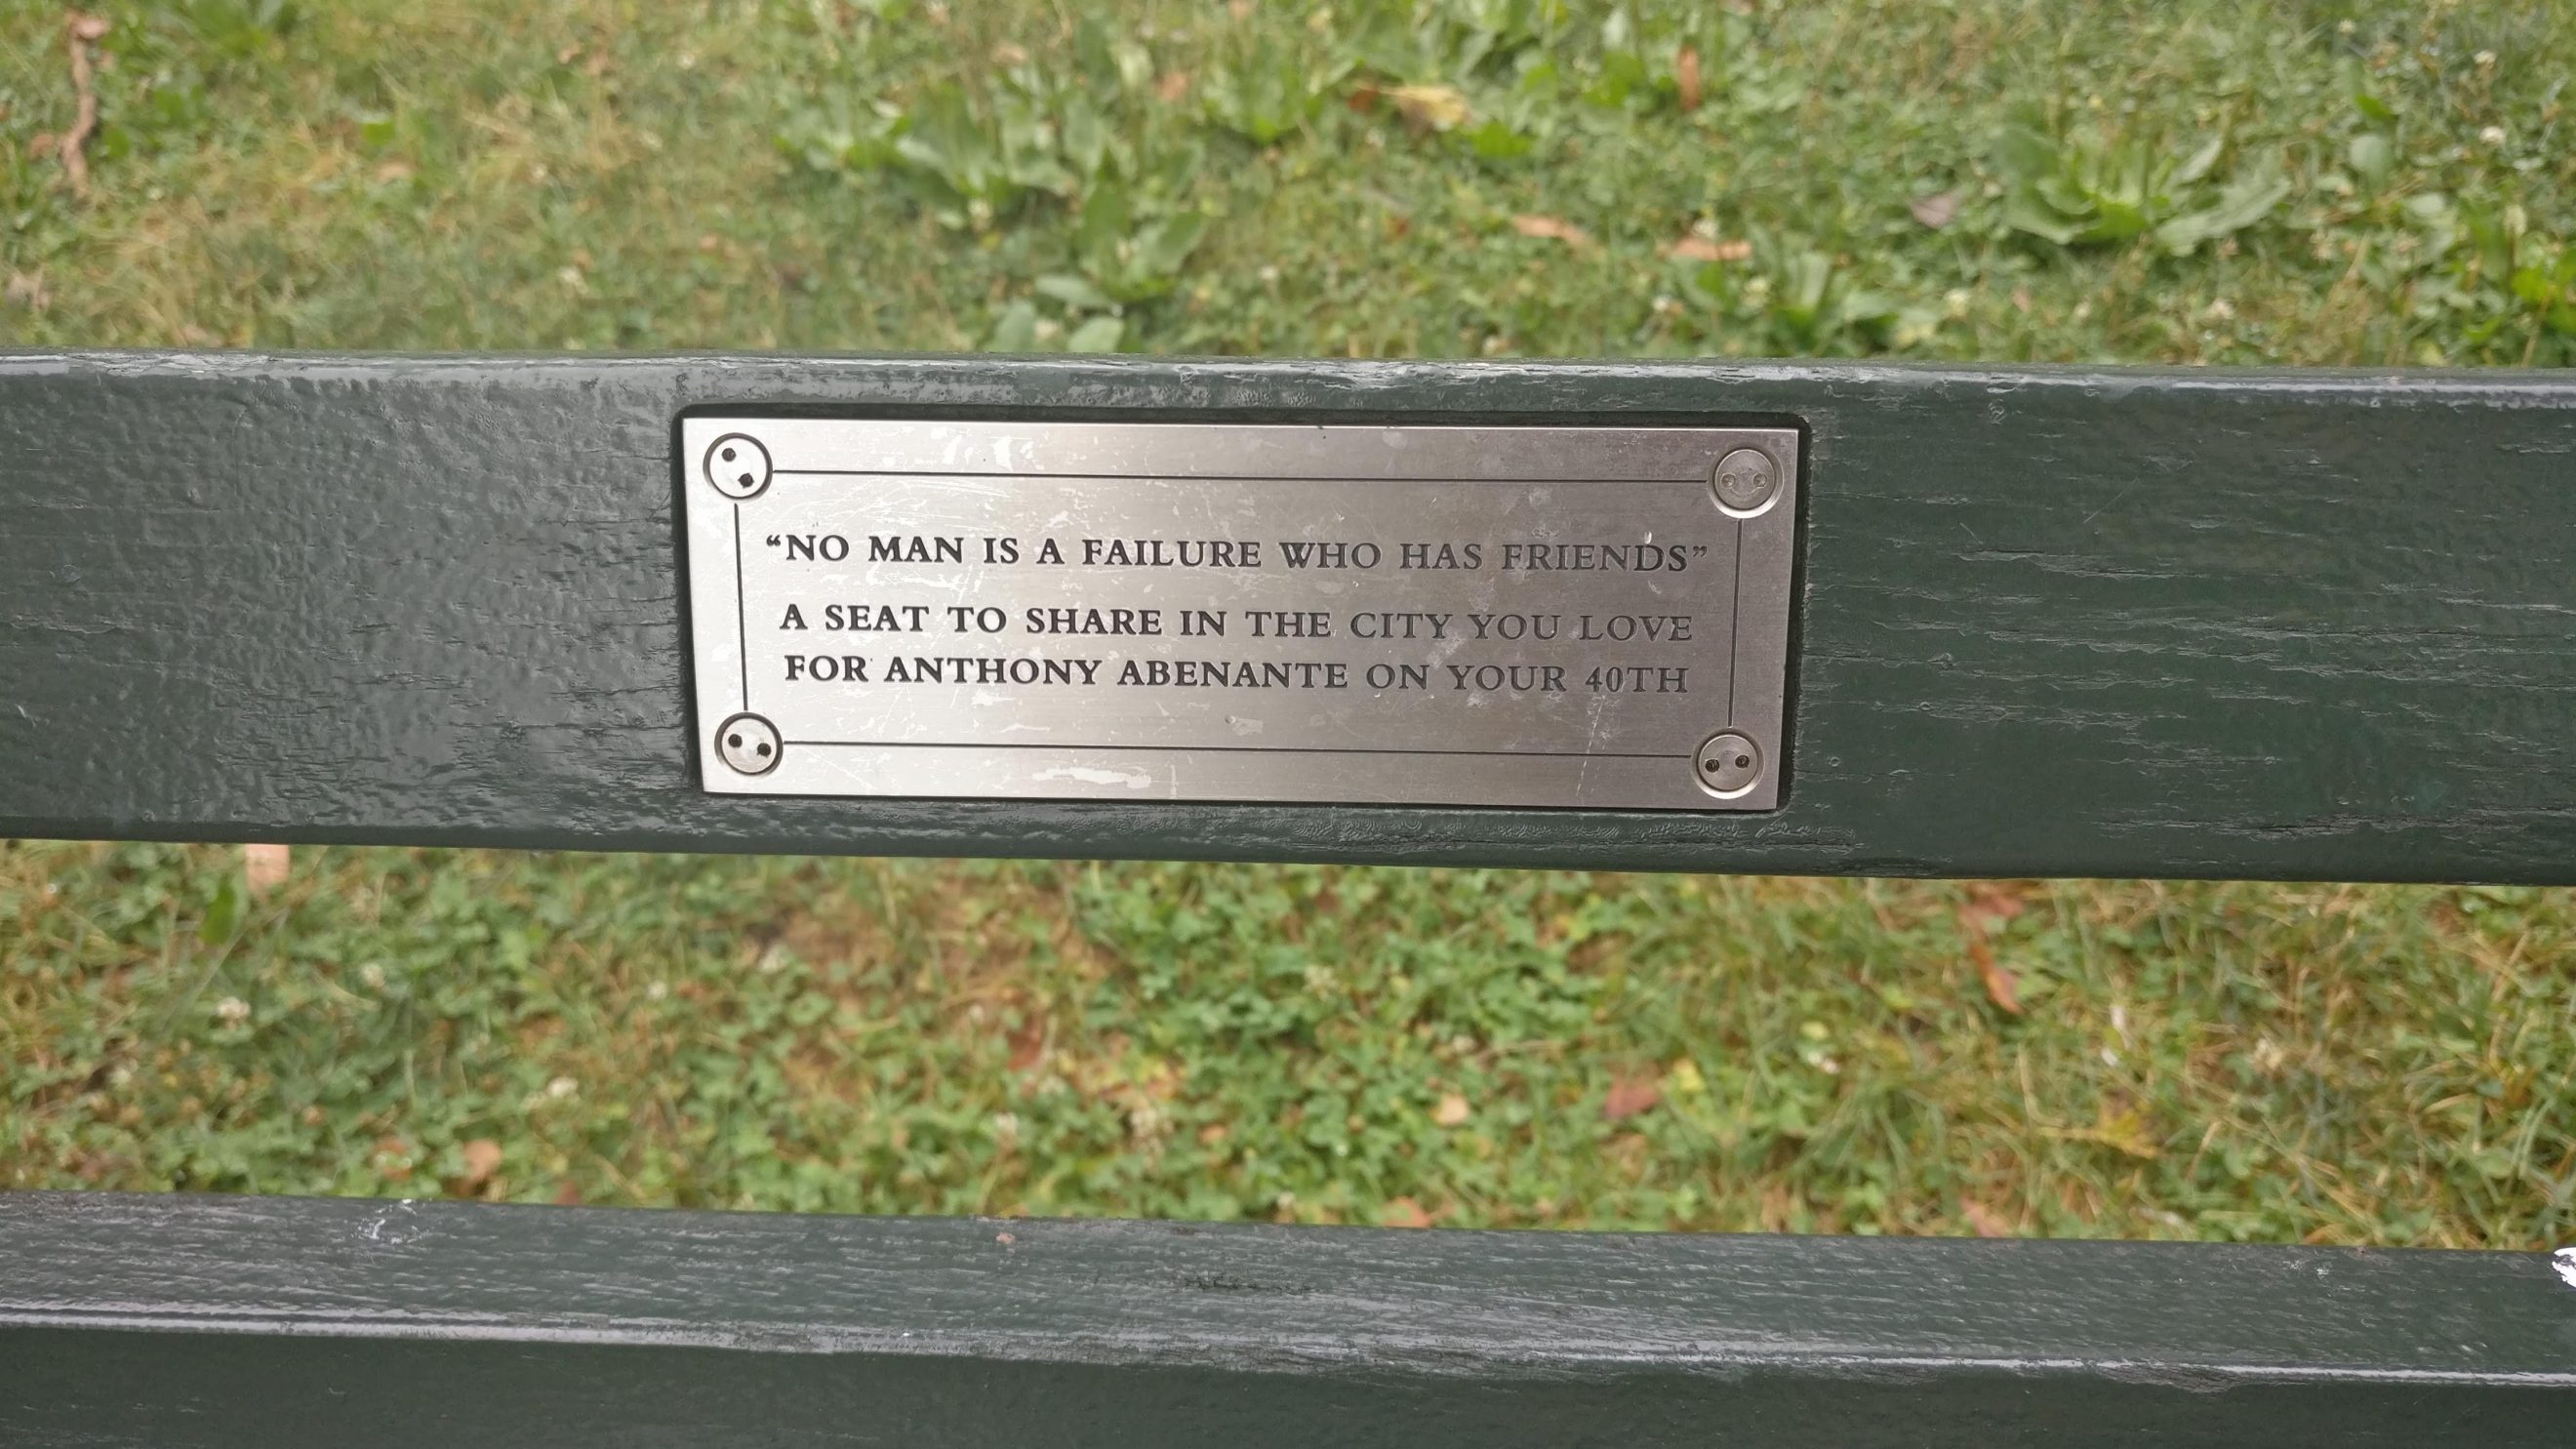 “NO MAN IS A FAILURE WHO HAS FRIENDS”
A SEAT TO SHARE IN THE CITY YOU LOVE
FOR ANTHONY ABENANTE ON YOUR 40TH